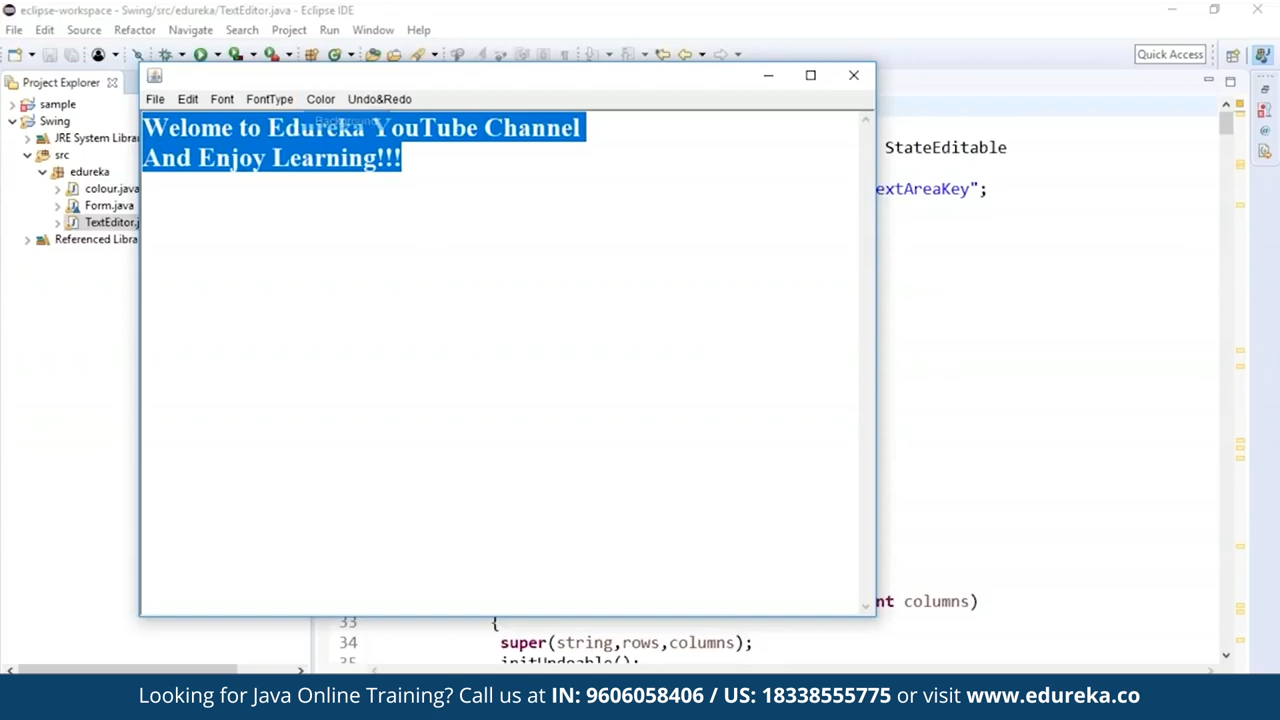 eclipse-workspace - Swing/src/edureka/TextEditor.java - Eclipse IDE
File Edit Source Refactor Navigate Search Project Run Window Help
Quick Access
Project Explorer
sample
Swing
JRE System Libra
src
edureka
colour.java
Form.java
TextEditor.j
Referenced Libra
File Edit Font FontType Color Undo&Redo
Background
Welome to Edureka YouTube Channel
And Enjoy Learning!!!
StateEditable
extAreaKey";
nt columns)
33 {
34 super(string,rows,columns);
35 initUndoable();
Looking for Java Online Training? Call us at IN: 9606058406 / US: 18338555775 or visit www.edureka.co